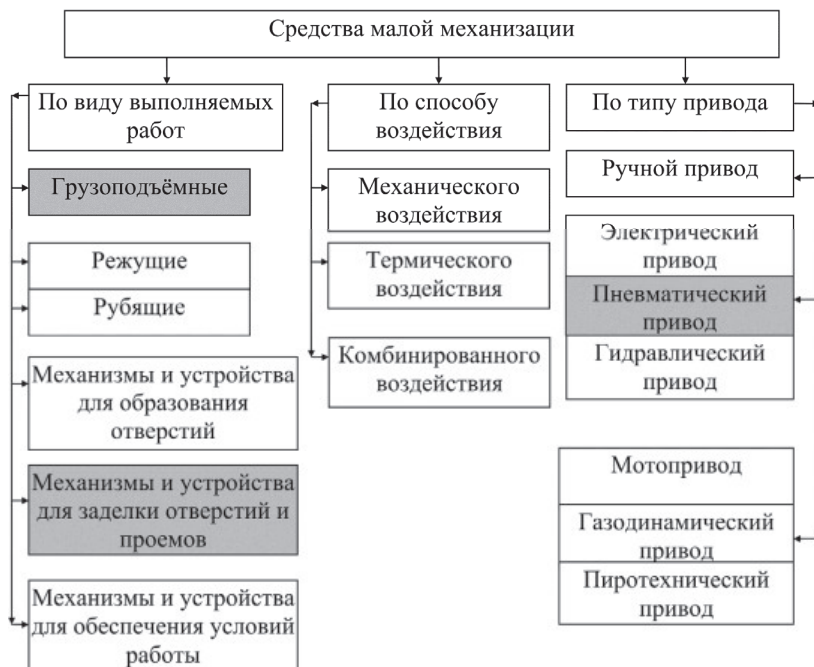 Средства малой механизации
По виду выполняемых
работ
Грузоподъёмные
Режущие
Рубящие
Механизмы и устройства
для образования
отверстий
Механизмы и устройства
для заделки отверстий и
проемов
Механизмы и устройства
для обеспечения условий
работы
По способу
воздействия
Механического
воздействия
Термического
воздействия
Комбинированного
воздействия
По типу привода
Ручной привод
Электрический
привод
Пневматический
привод
Гидравлический
привод
Мотопривод
Газодинамический
привод
Пиротехнический
привод